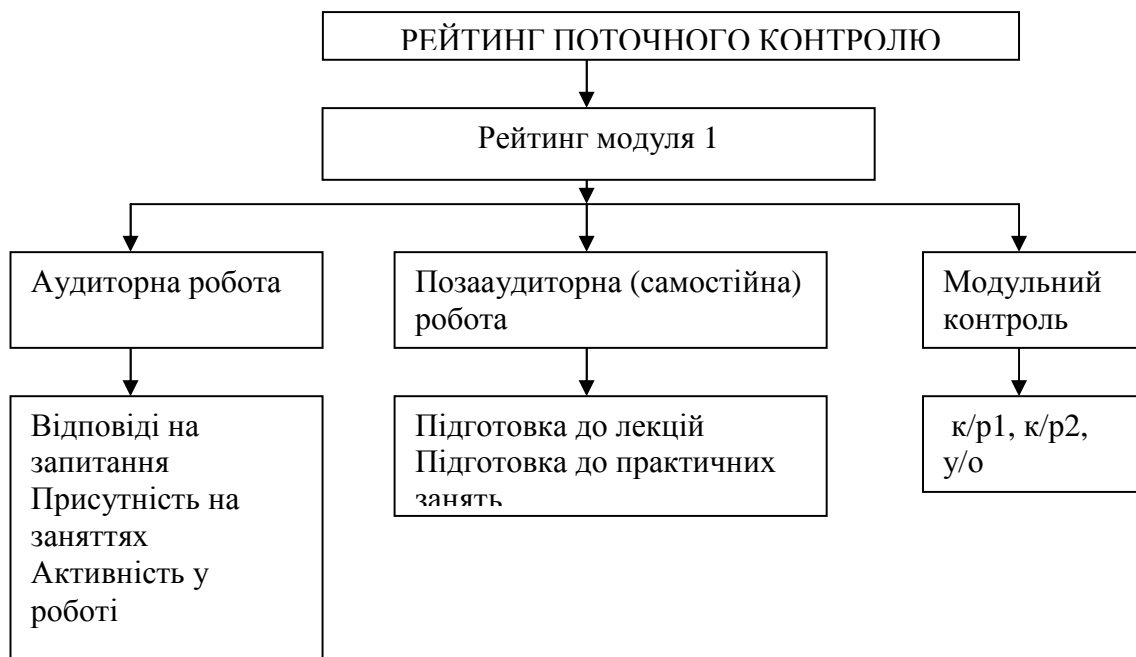 РЕЙТИНГ ПОТОЧНОГО КОНТРОЛЮ
Рейтинг модуля 1
Аудиторна робота
Позааудиторна (самостійна)
робота
Модульний
контроль
Відповіді на
запитання
Присутність на
заняттях
Активність у
роботі
Підготовка до лекцій
Підготовка до практичних
занять
к/р1, к/р2,
у/о